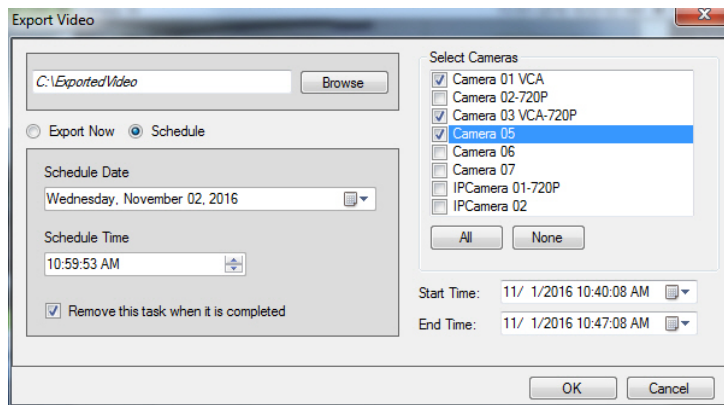 Export Video
C:\ExportedVideo
Browse
Export Now
Schedule
Schedule Date
Wednesday, November 02, 2016
Schedule Time
10:59:53 AM
Remove this task when it is completed
Select Cameras
Camera 01 VCA
Camera 02-720P
Camera 03 VCA-720P
Camera 05
Camera 06
Camera 07
IPCamera 01-720P
IPCamera 02
All
None
Start Time: 11/ 1/2016 10:40:08 AM
End Time: 11/ 1/2016 10:47:08 AM
OK
Cancel